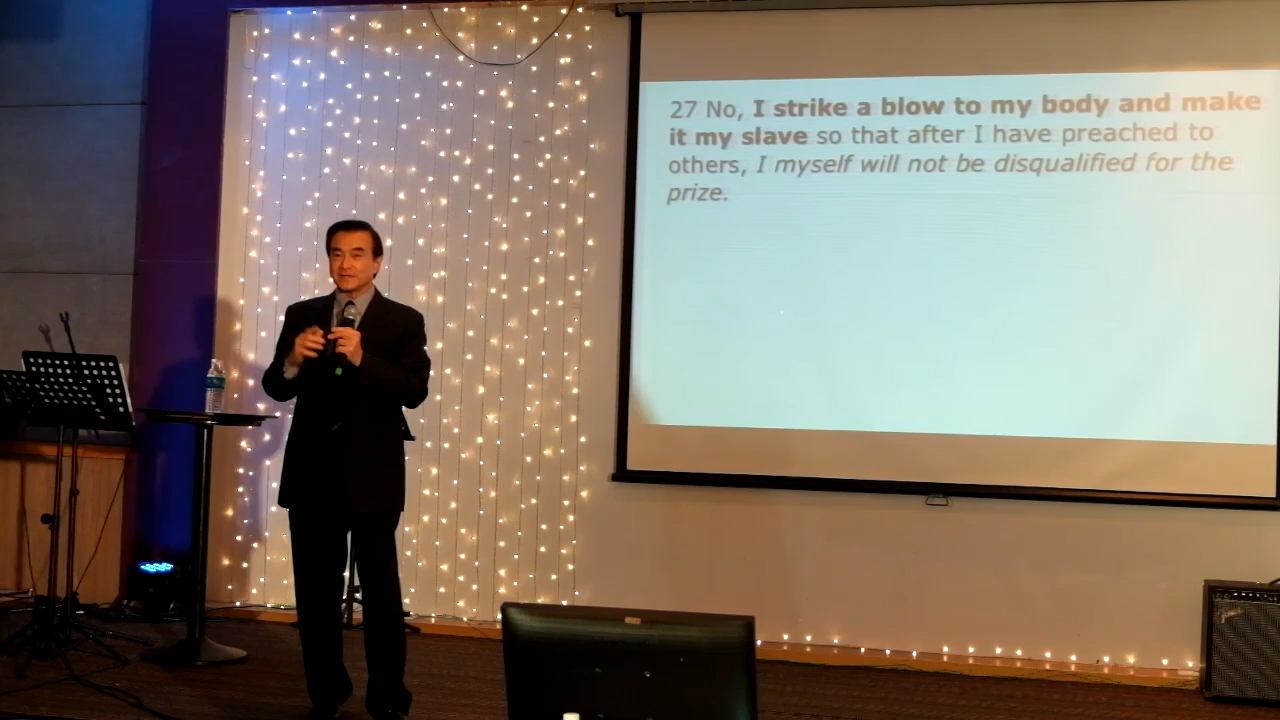 27 No, I strike a blow to my body and make
it my slave so that after I have preached to
others, I myself will not be disqualified for the
prize.